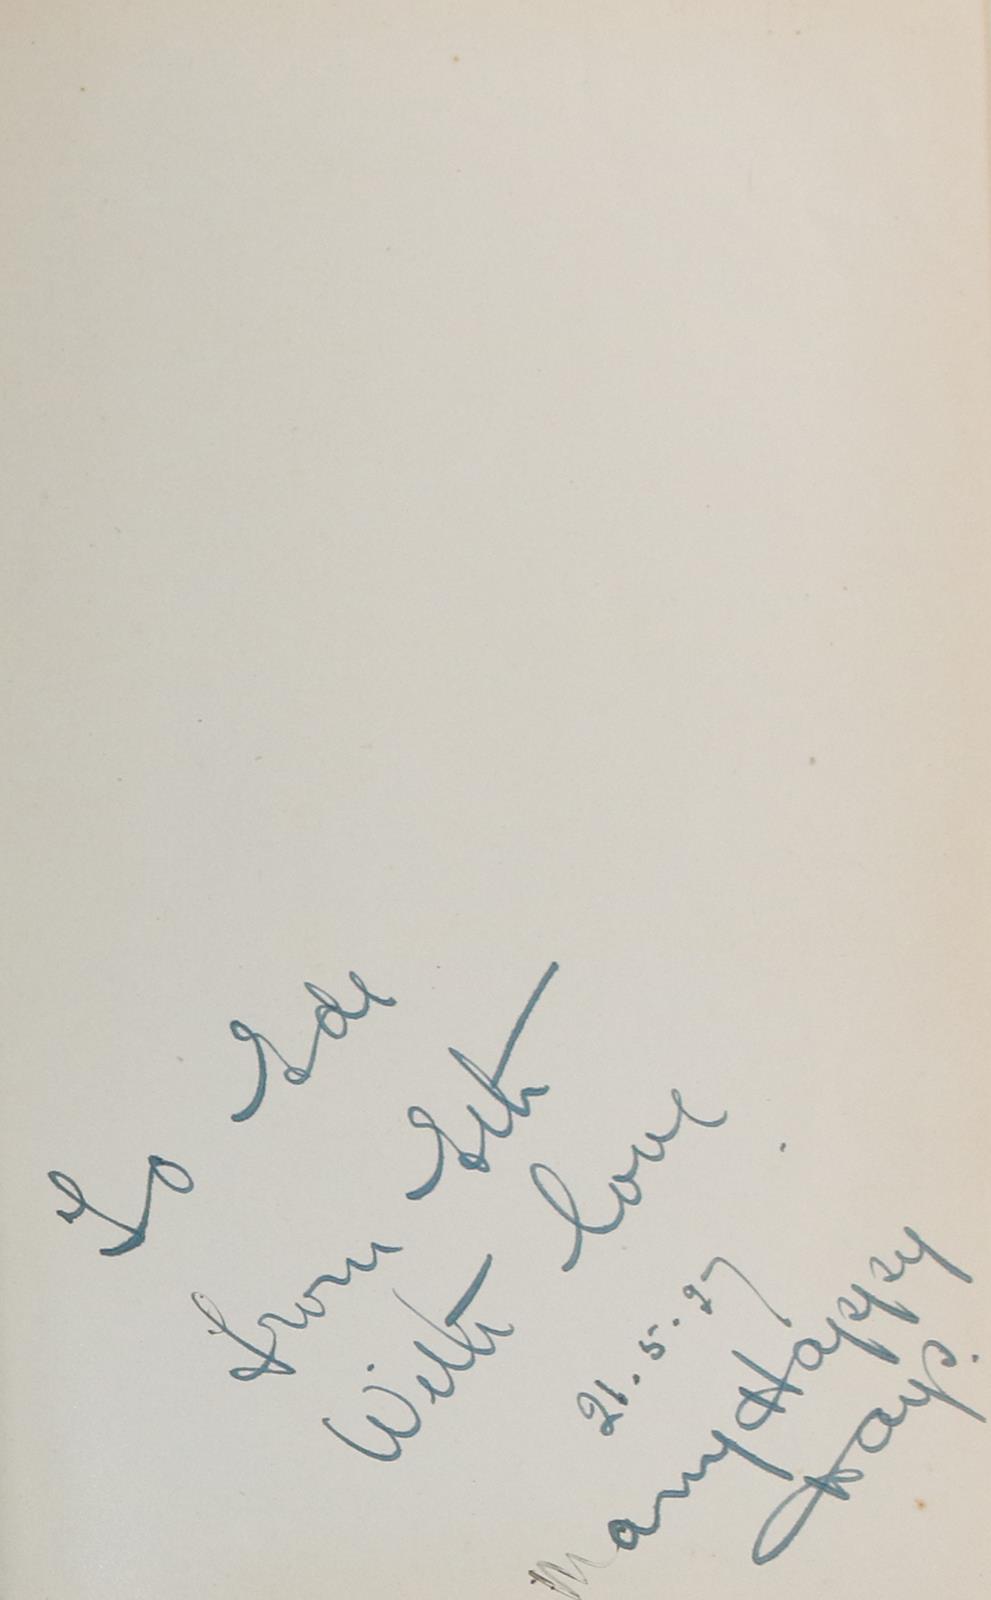 To Ede
From Eth
With love
21.5.27
Many Happy
Days.